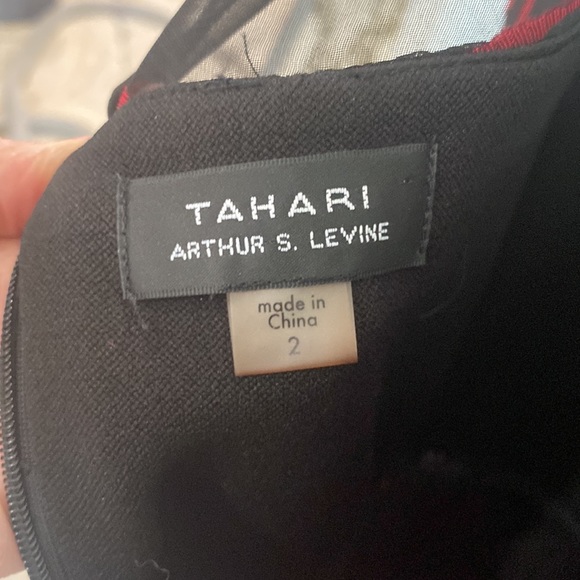 TAHARI
ARTHUR S. LEVINE
made in
China
2